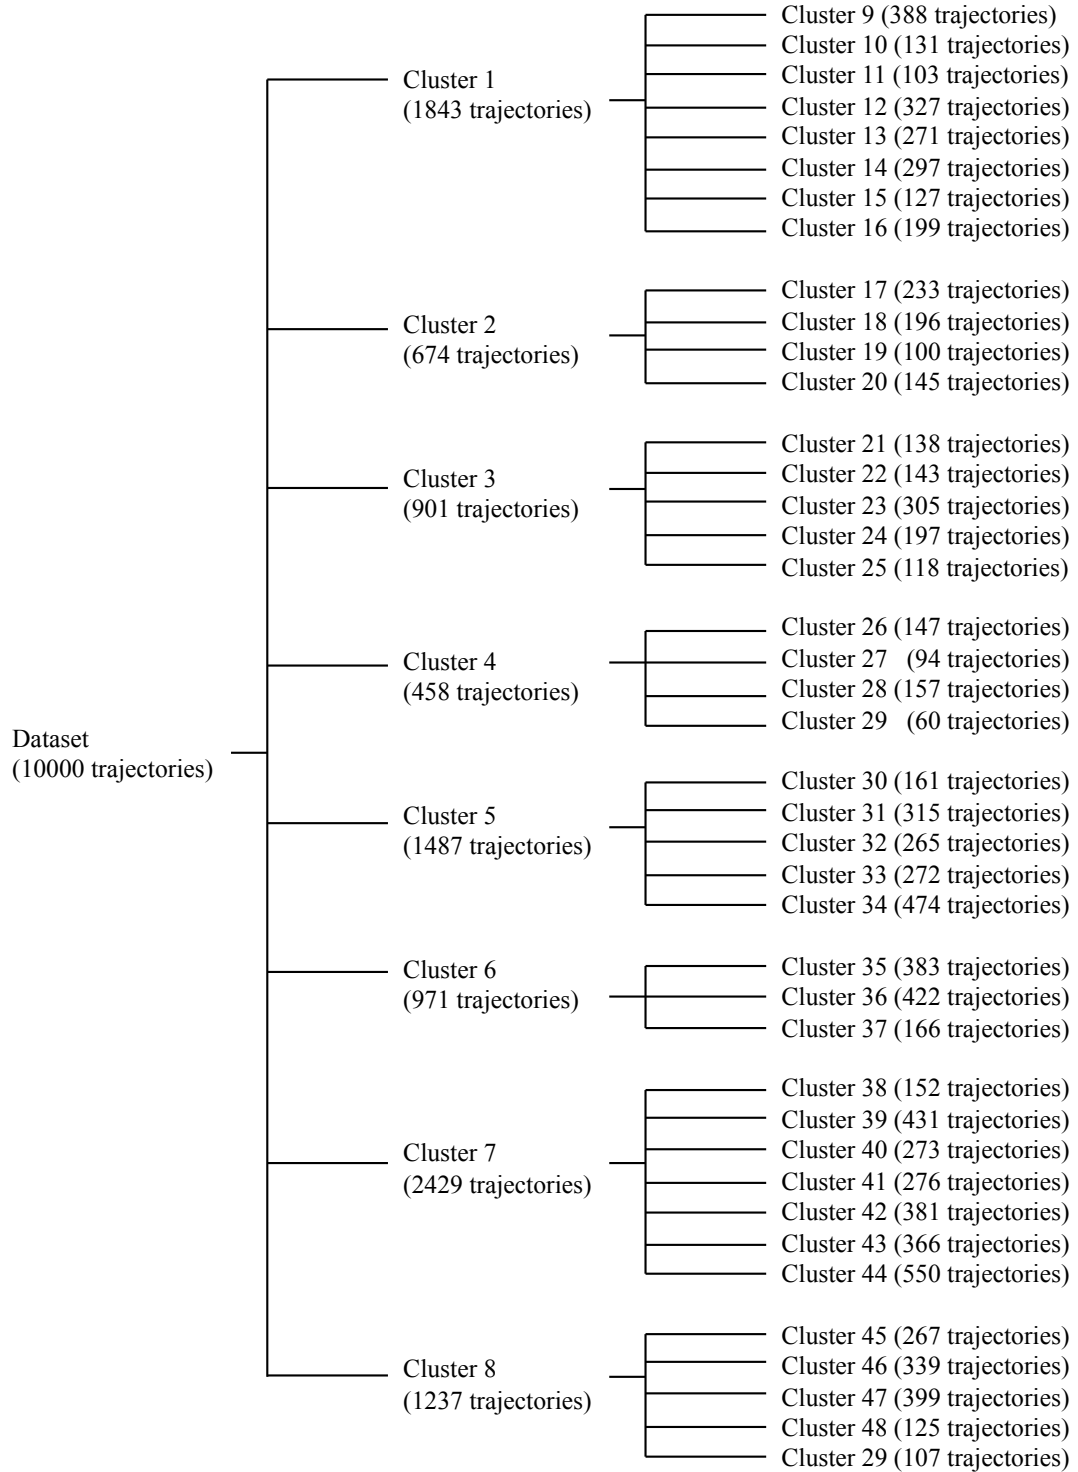 Dataset
(10000 trajectories)
Cluster 1
(1843 trajectories)
Cluster 9 (388 trajectories)
Cluster 10 (131 trajectories)
Cluster 11 (103 trajectories)
Cluster 12 (327 trajectories)
Cluster 13 (271 trajectories)
Cluster 14 (297 trajectories)
Cluster 15 (127 trajectories)
Cluster 16 (199 trajectories)
Cluster 2
(674 trajectories)
Cluster 17 (233 trajectories)
Cluster 18 (196 trajectories)
Cluster 19 (100 trajectories)
Cluster 20 (145 trajectories)
Cluster 3
(901 trajectories)
Cluster 21 (138 trajectories)
Cluster 22 (143 trajectories)
Cluster 23 (305 trajectories)
Cluster 24 (197 trajectories)
Cluster 25 (118 trajectories)
Cluster 4
(458 trajectories)
Cluster 26 (147 trajectories)
Cluster 27 (94 trajectories)
Cluster 28 (157 trajectories)
Cluster 29 (60 trajectories)
Cluster 5
(1487 trajectories)
Cluster 30 (161 trajectories)
Cluster 31 (315 trajectories)
Cluster 32 (265 trajectories)
Cluster 33 (272 trajectories)
Cluster 34 (474 trajectories)
Cluster 6
(971 trajectories)
Cluster 35 (383 trajectories)
Cluster 36 (422 trajectories)
Cluster 37 (166 trajectories)
Cluster 7
(2429 trajectories)
Cluster 38 (152 trajectories)
Cluster 39 (431 trajectories)
Cluster 40 (273 trajectories)
Cluster 41 (276 trajectories)
Cluster 42 (381 trajectories)
Cluster 43 (366 trajectories)
Cluster 44 (550 trajectories)
Cluster 8
(1237 trajectories)
Cluster 45 (267 trajectories)
Cluster 46 (339 trajectories)
Cluster 47 (399 trajectories)
Cluster 48 (125 trajectories)
Cluster 29 (107 trajectories)